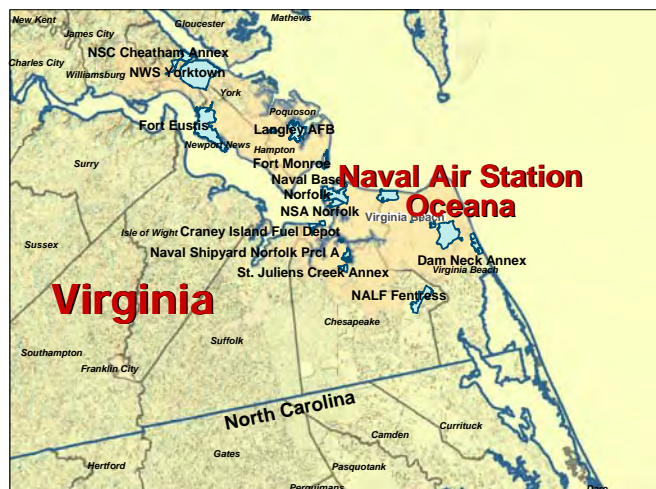 New Kent
Mathews
Gloucester
James City
NSC Cheatham Annex
Charles City
Williamsburg
NWS Yorktown
York
Poquoson
Fort Eustis
Langley AFB
Newport News
Hampton
Surry
Fort Monroe
Naval Base
Norfolk
Naval Air Station
Oceana
NSA Norfolk
Virginia Beach
Isle of Wight
Craney Island Fuel Depot
Sussex
Naval Shipyard Norfolk Prcl A
Dam Neck Annex
St. Juliens Creek Annex
Virginia Beach
Virginia
NALF Fentress
Chesapeake
Suffolk
Southampton
Franklin City
North Carolina
Currituck
Camden
Gates
Hertford
Pasquotank
Perquimans
Dare